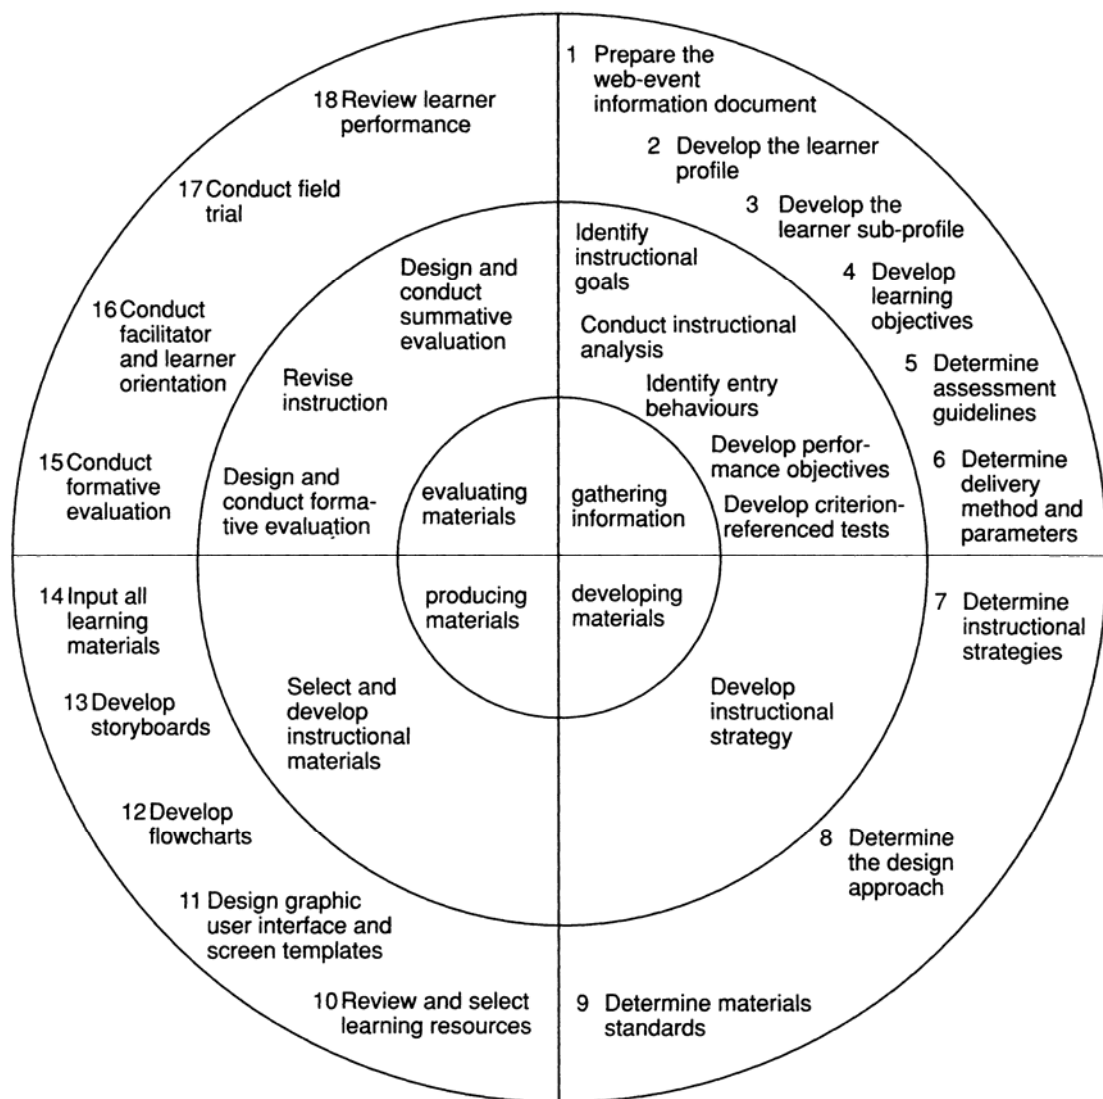 1 Prepare the
web-event
information document
2 Develop the learner
profile
3 Develop the
learner sub-profile
4 Develop
learning
objectives
5 Determine
assessment
guidelines
6 Determine
delivery
method and
parameters
7 Determine
instructional
strategies
8 Determine
the design
approach
9 Determine materials
standards
10 Review and select
learning resources
11 Design graphic
user interface and
screen templates
12 Develop
flowcharts
13 Develop
storyboards
14 Input all
learning
materials
15 Conduct
formative
evaluation
16 Conduct
facilitator
and learner
orientation
17 Conduct field
trial
18 Review learner
performance
Identify
instructional
goals
Conduct instructional
analysis
Identify entry
behaviours
Develop perfor-
mance objectives
Develop criterion-
referenced tests
Develop
instructional
strategy
Select and
develop
instructional
materials
Design and
conduct forma-
tive evaluation
Revise
instruction
Design and
conduct
summative
evaluation
gathering
information
developing
materials
producing
materials
evaluating
materials